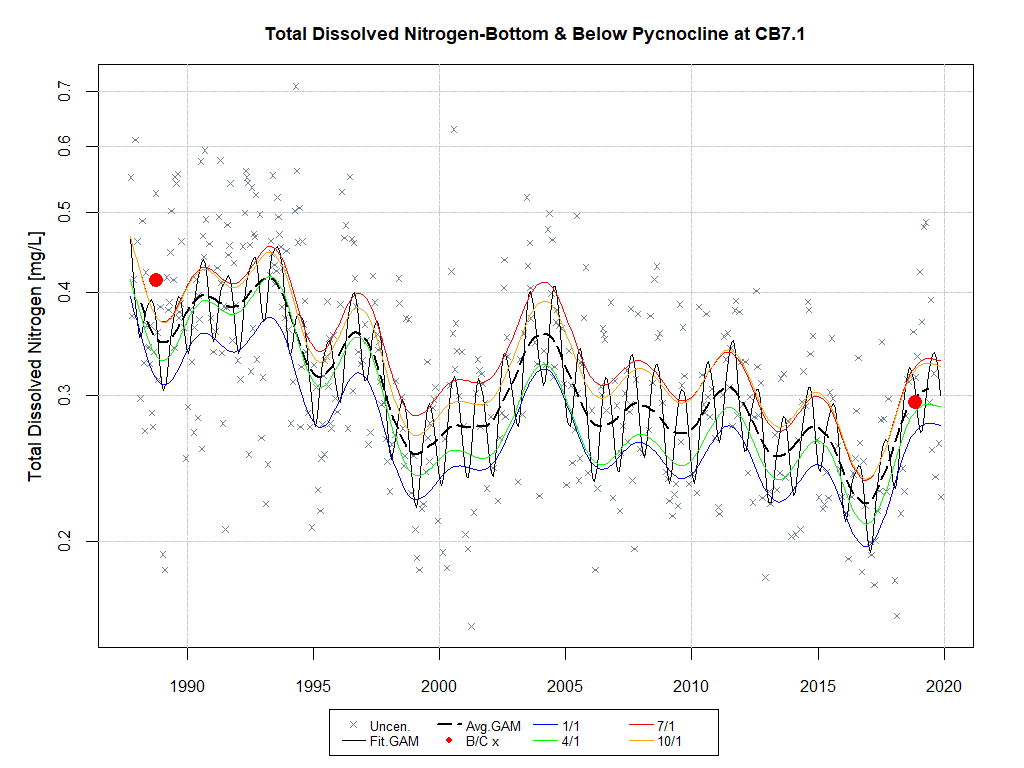 Total Dissolved Nitrogen-Bottom & Below Pycnocline at CB7.1
Total Dissolved Nitrogen [mg/L]
0.7
0.6
0.5
0.4
0.3
0.2
1990 1995 2000 2005 2010 2015 2020
Uncen. Avg.GAM 1/1 7/1
Fit.GAM B/C x 4/1 10/1